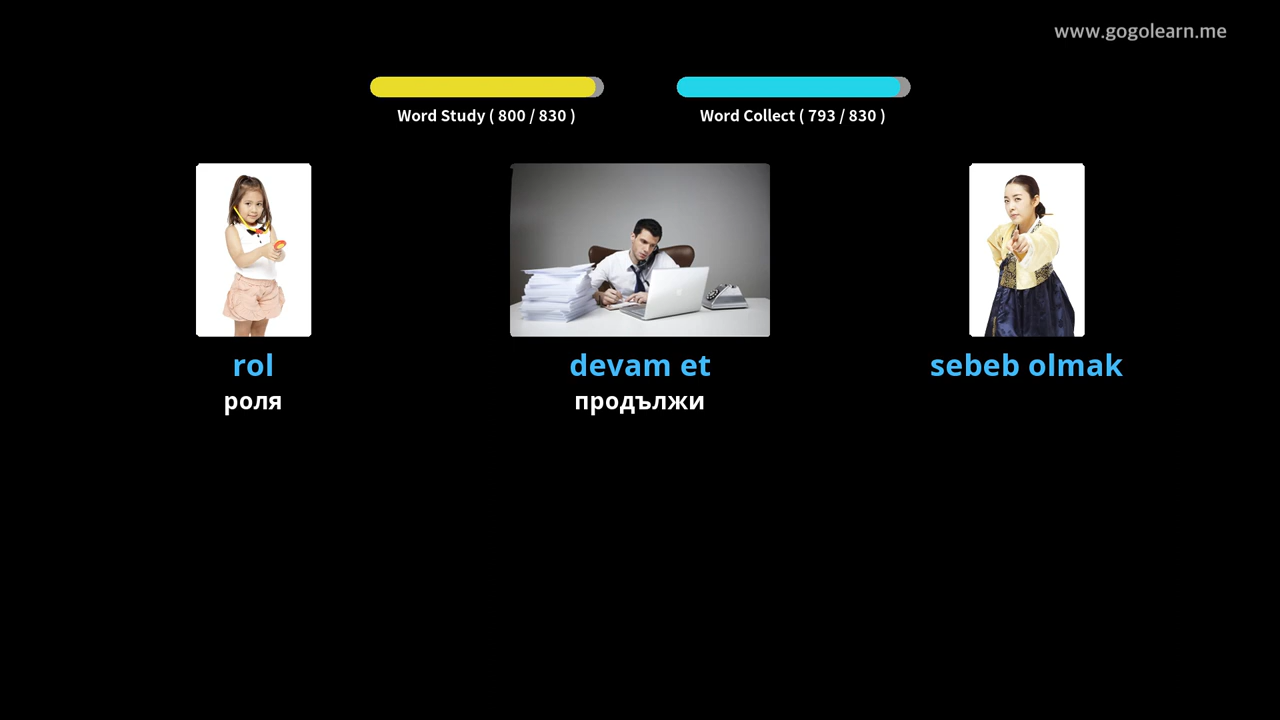 www.gogolearn.me
Word Study ( 800 / 830 )
Word Collect ( 793 / 830 )
rol
devam et
sebeb olmak
роля
продължи